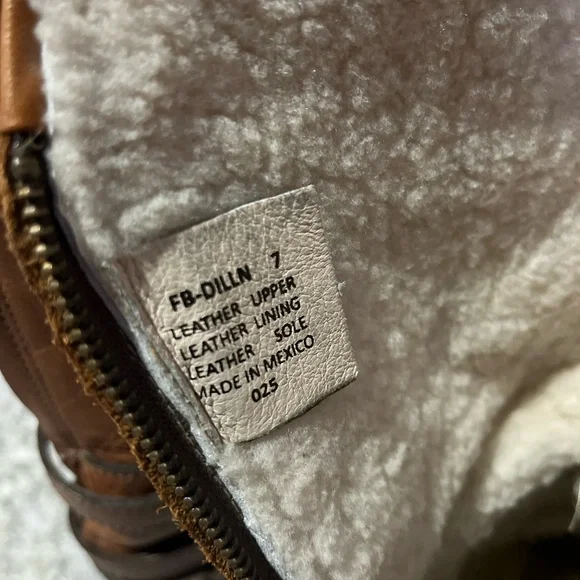 FB-DILLN 7
LEATHER UPPER
LEATHER LINING
LEATHER SOLE
MADE IN MEXICO
025